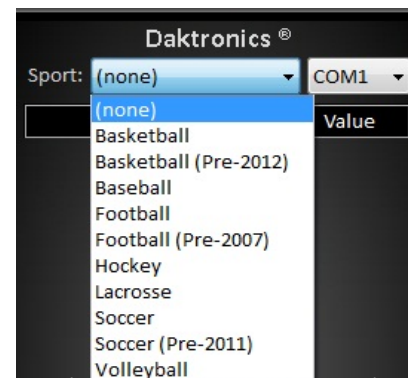 Daktronics ®
Sport: (none) COM1
(none)
Value
Basketball
Basketball (Pre-2012)
Baseball
Football
Football (Pre-2007)
Hockey
Lacrosse
Soccer
Soccer (Pre-2011)
Volleyball